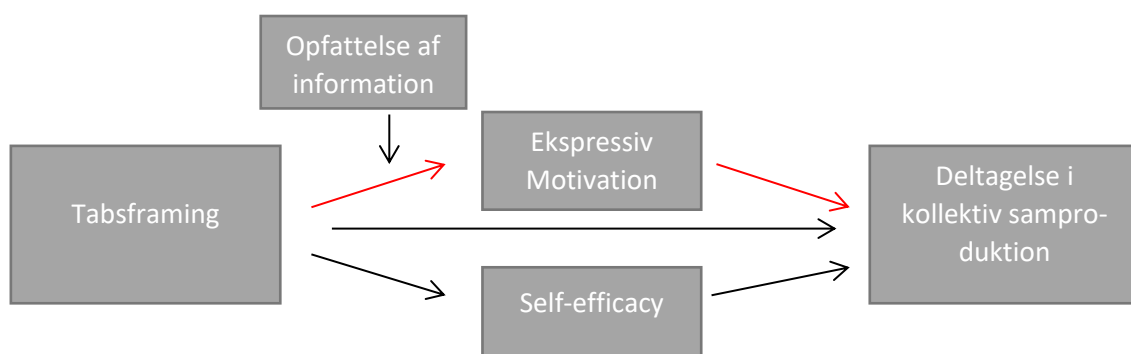 Opfattelse af
information
Tabsframing
Ekspressiv
Motivation
Self-efficacy
Deltagelse i
kollektiv sampro-
duktion